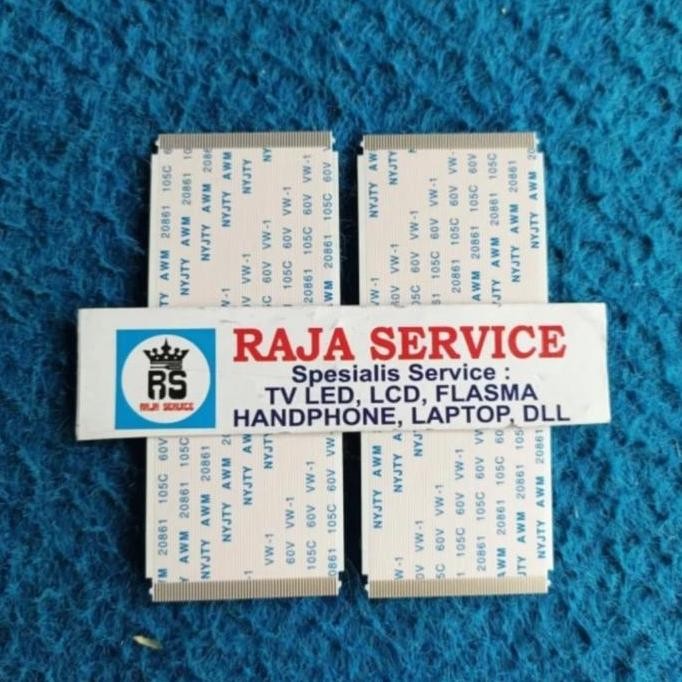 RAJA SERVICE
Spesialis Service :
TV LED, LCD, FLASMA
HANDPHONE, LAPTOP, DLL
RS
RAJA SERVICE
NYJTY AWM 20861 105C 60V VW-1